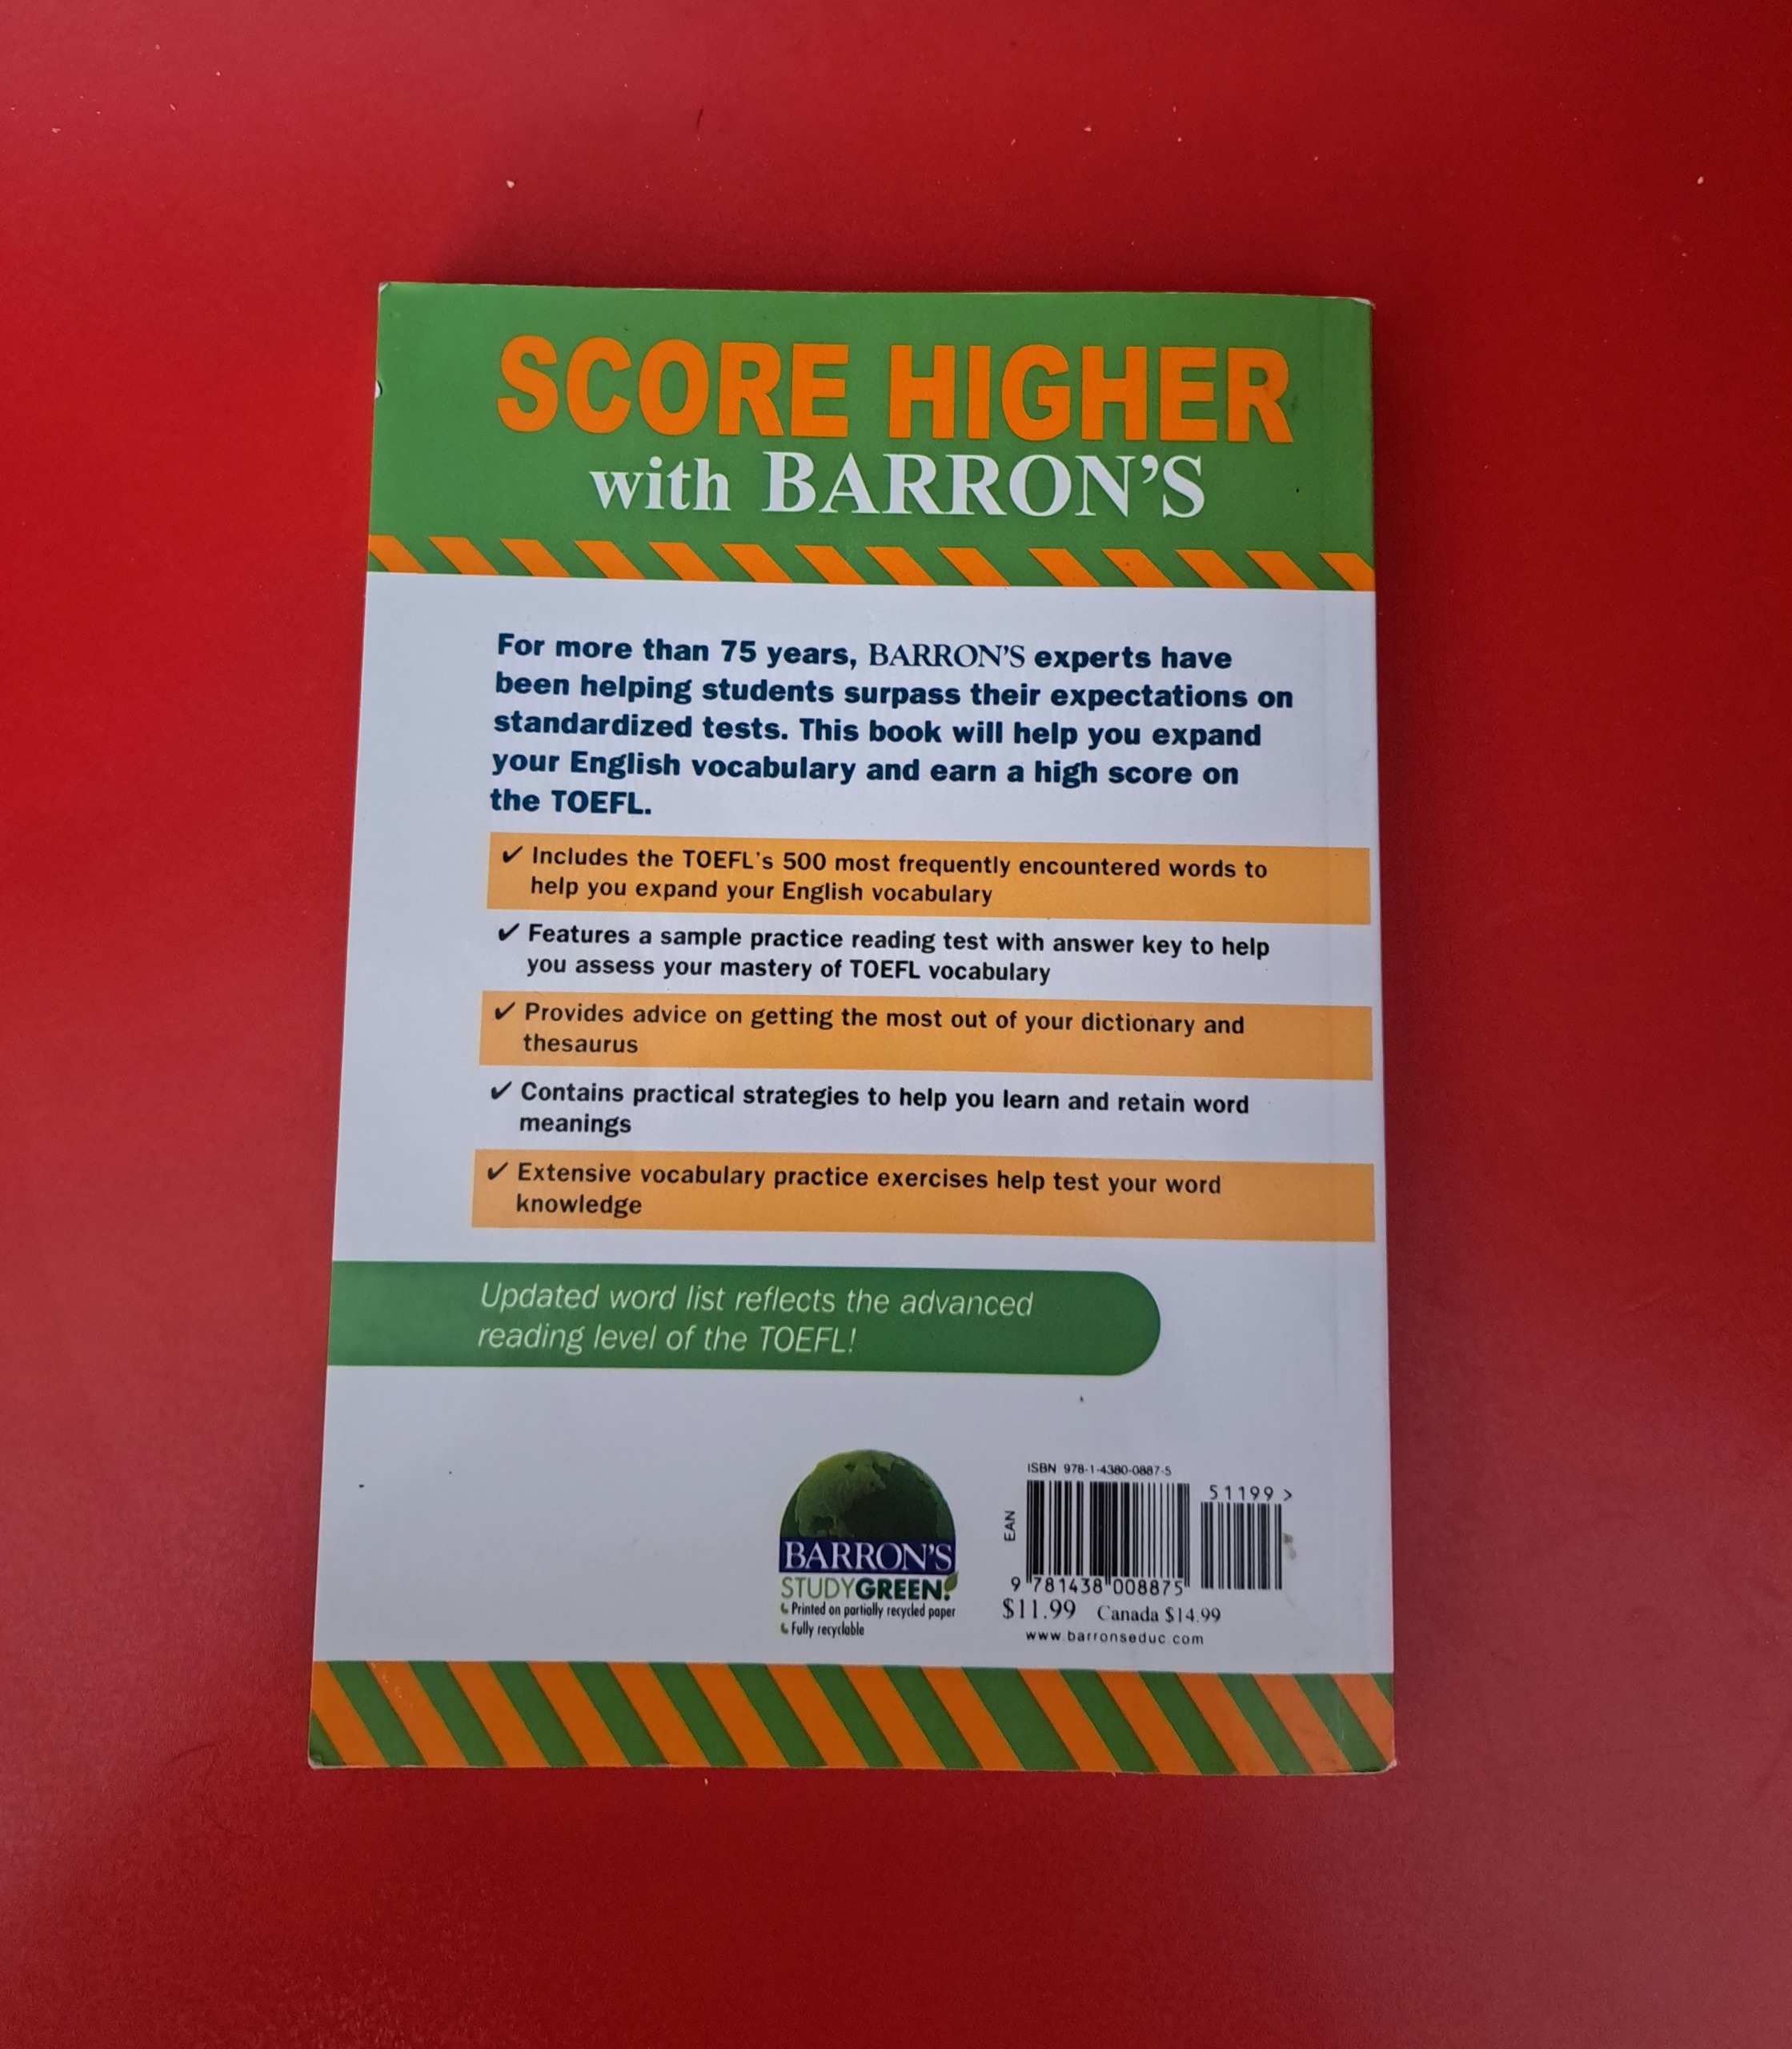 SCORE HIGHER
with BARRON'S
For more than 75 years, BARRON'S experts have
been helping students surpass their expectations on
standardized tests. This book will help you expand
your English vocabulary and earn a high score on
the TOEFL.
✔ Includes the TOEFL's 500 most frequently encountered words to
help you expand your English vocabulary
✔ Features a sample practice reading test with answer key to help
you assess your mastery of TOEFL vocabulary
✔ Provides advice on getting the most out of your dictionary and
thesaurus
✔ Contains practical strategies to help you learn and retain word
meanings
✔ Extensive vocabulary practice exercises help test your word
knowledge
Updated word list reflects the advanced
reading level of the TOEFL!
BARRON'S
STUDYGREEN!
Printed on partially recycled paper
Fully recyclable
ISBN 978-1-4380-0887-5
51199 >
EAN
9 781438 008875
$11.99 Canada $14.99
www.barronseduc.com